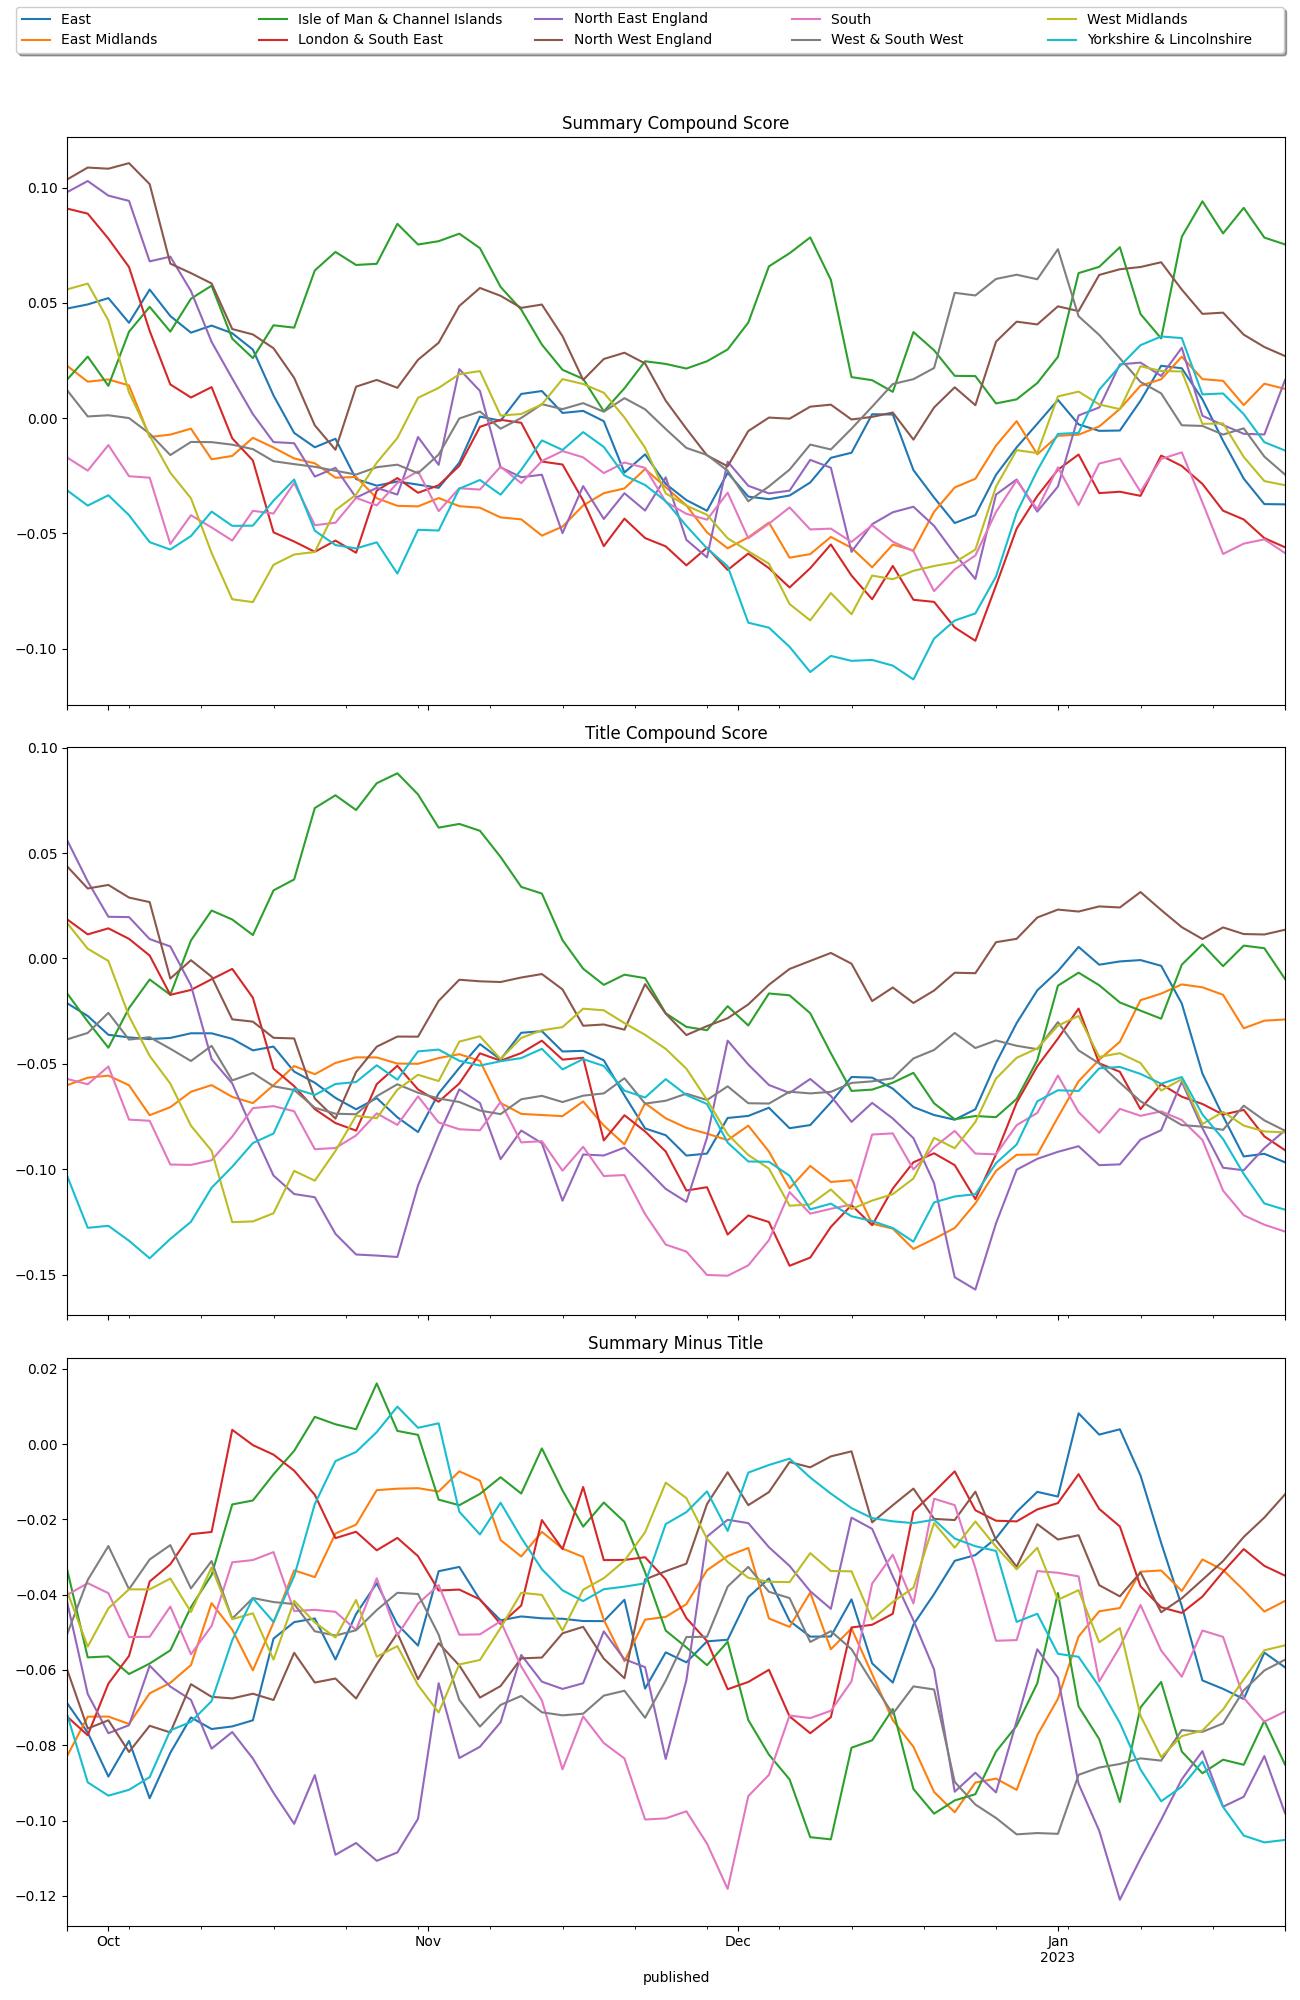 East Isle of Man & Channel Islands North East England South West Midlands
East Midlands London & South East North West England West & South West Yorkshire & Lincolnshire
Summary Compound Score
0.10
0.05
0.00
−0.05
−0.10
Title Compound Score
0.10
0.05
0.00
−0.05
−0.10
−0.15
Summary Minus Title
0.02
0.00
−0.02
−0.04
−0.06
−0.08
−0.10
−0.12
Oct Nov Dec Jan
2023
published